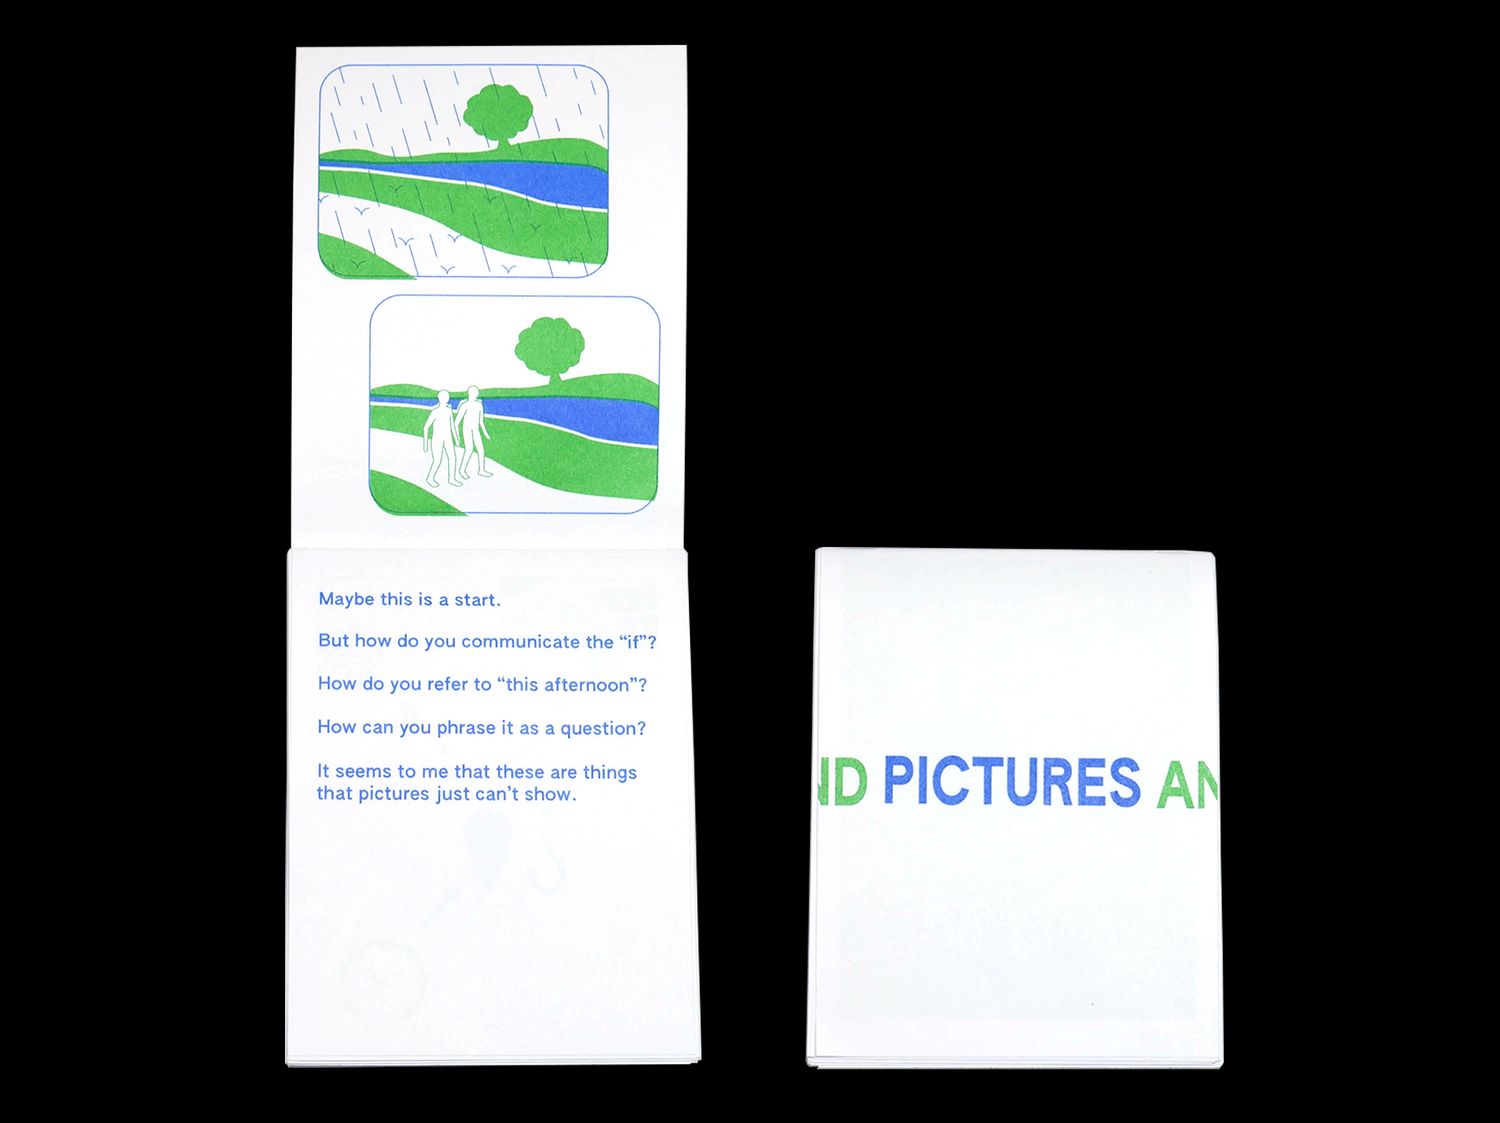 Maybe this is a start.
But how do you communicate the “if”?
How do you refer to “this afternoon”?
How can you phrase it as a question?
It seems to me that these are things
that pictures just can’t show.
ND PICTURES AN